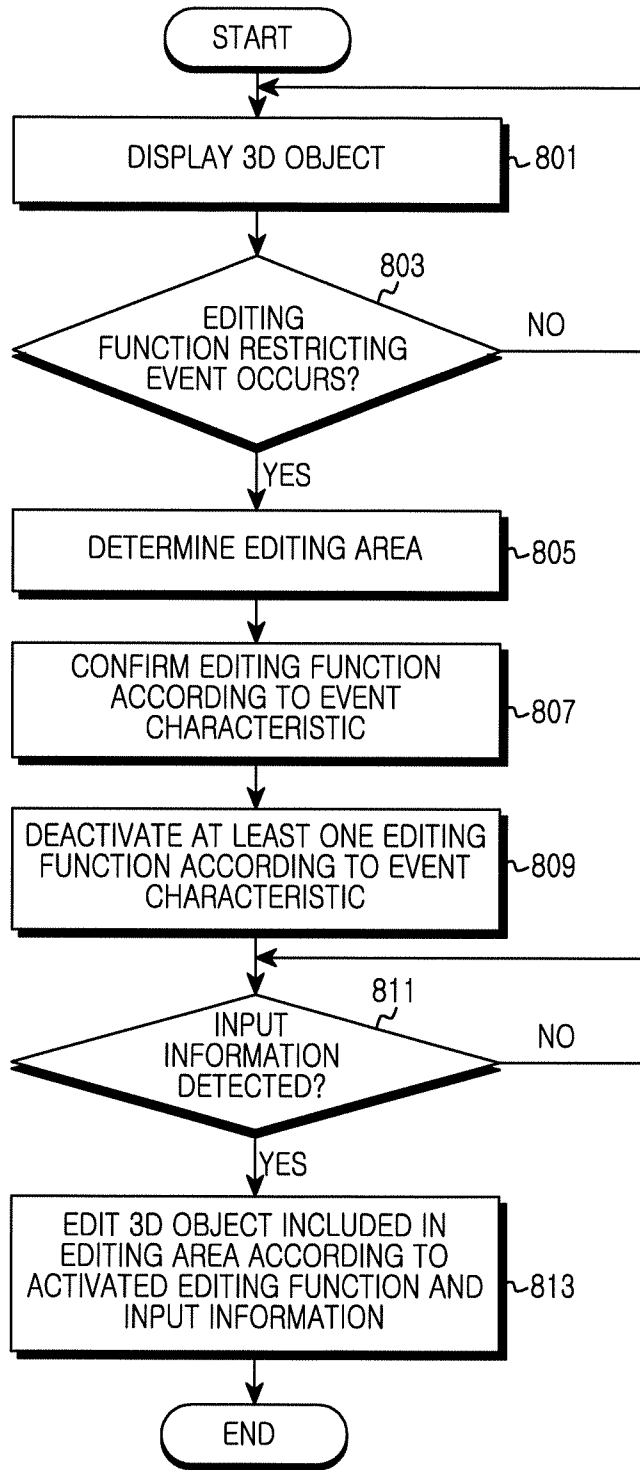 START
DISPLAY 3D OBJECT
801
803
EDITING
FUNCTION RESTRICTING
EVENT OCCURS?
NO
YES
DETERMINE EDITING AREA
805
CONFIRM EDITING FUNCTION
ACCORDING TO EVENT
CHARACTERISTIC
807
DEACTIVATE AT LEAST ONE EDITING
FUNCTION ACCORDING TO EVENT
CHARACTERISTIC
809
811
INPUT
INFORMATION
DETECTED?
NO
YES
EDIT 3D OBJECT INCLUDED IN
EDITING AREA ACCORDING TO
ACTIVATED EDITING FUNCTION AND
INPUT INFORMATION
813
END